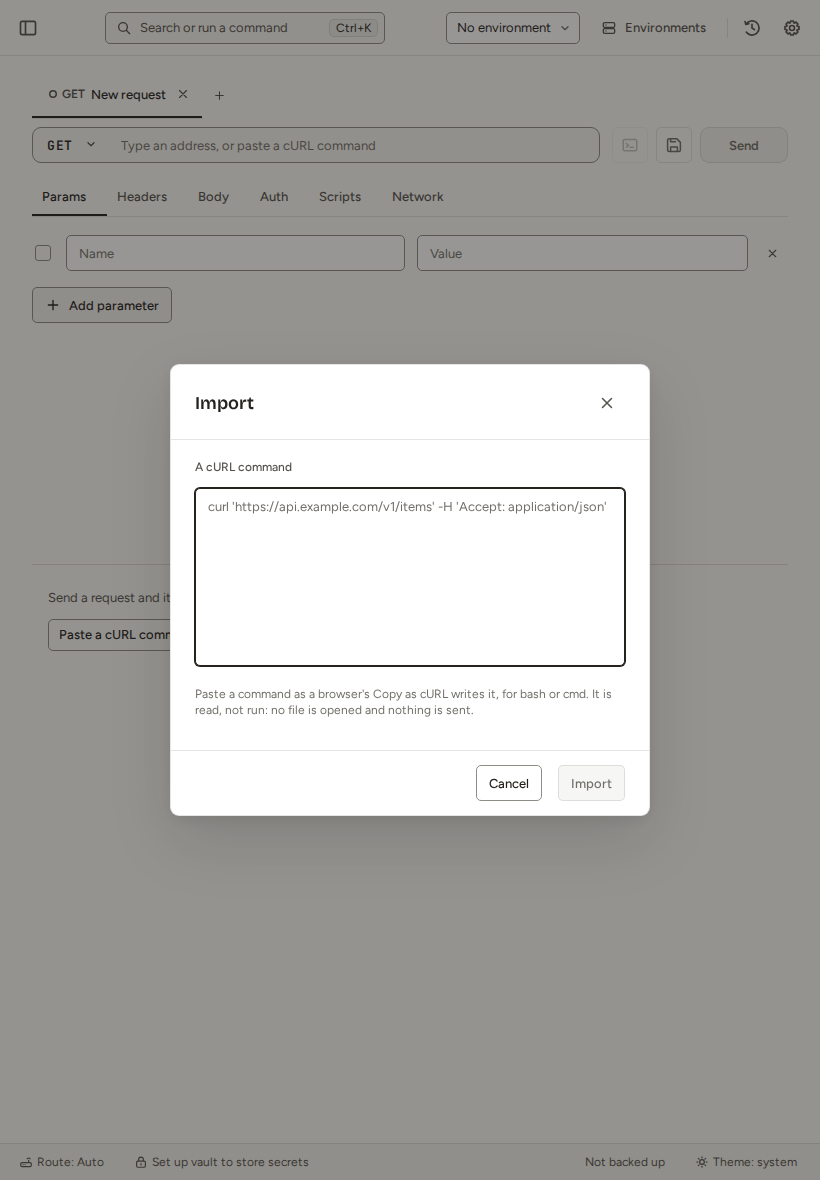 Search or run a command Ctrl+K No environment Environments
GET New request
GET Type an address, or paste a cURL command Send
Params Headers Body Auth Scripts Network
Name Value
Add parameter
Import
A cURL command
curl 'https://api.example.com/v1/items' -H 'Accept: application/json'
Send a request and it
Paste a cURL comm
Paste a command as a browser's Copy as cURL writes it, for bash or cmd. It is
read, not run: no file is opened and nothing is sent.
Cancel Import
Route: Auto Set up vault to store secrets Not backed up Theme: system